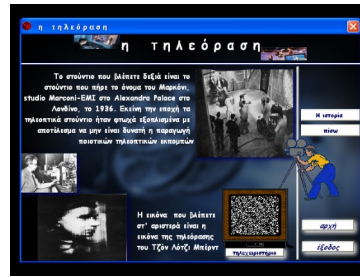 η τηλεόραση
η τηλεόραση
Το στούντιο που βλέπετε δεξιά είναι το
στούντιο που πήρε το όνομα του Μαρκόνι,
studio Marconi-EMI στο Alexandra Palace στο
Λονδίνο, το 1936. Εκείνη την εποχή τα
τηλεοπτικά στούντιο ήταν φτωχά εξοπλισμένα με
αποτέλεσμα να μην είναι δυνατή η παραγωγή
ποιοτικών τηλεοπτικών εκπομπών
Η ιστορία
πίσω
Η εικόνα που βλέπετε
στ' αριστερά είναι η
εικόνα της τηλεόρασης
του Τζόν Λότζι Μπέρντ
τηλεχειριστήριο
αρχή
έξοδος